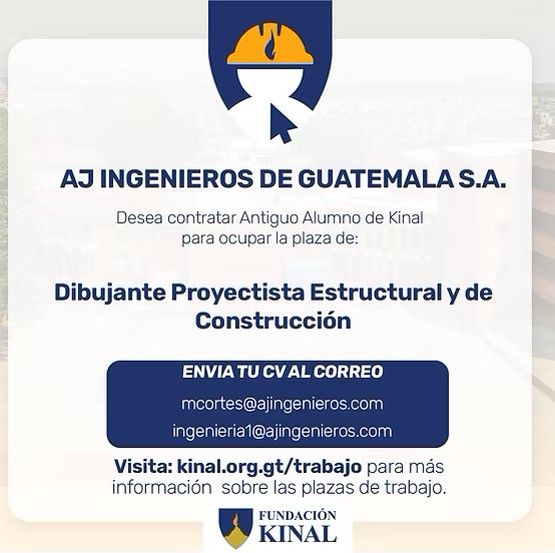 AJ INGENIEROS DE GUATEMALA S.A.
Desea contratar Antiguo Alumno de Kinal
para ocupar la plaza de:
Dibujante Proyectista Estructural y de
Construcción
ENVIA TU CV AL CORREO
mcortes@ajingenieros.com
ingenieria1@ajingenieros.com
Visita: kinal.org.gt/trabajo para más
información sobre las plazas de trabajo.
FUNDACIÓN
KINAL